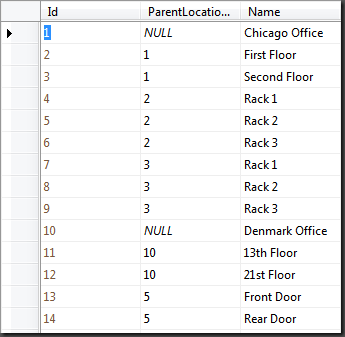 Id ParentLocatio... Name
1 NULL Chicago Office
2 1 First Floor
3 1 Second Floor
4 2 Rack 1
5 2 Rack 2
6 2 Rack 3
7 3 Rack 1
8 3 Rack 2
9 3 Rack 3
10 NULL Denmark Office
11 10 13th Floor
12 10 21st Floor
13 5 Front Door
14 5 Rear Door